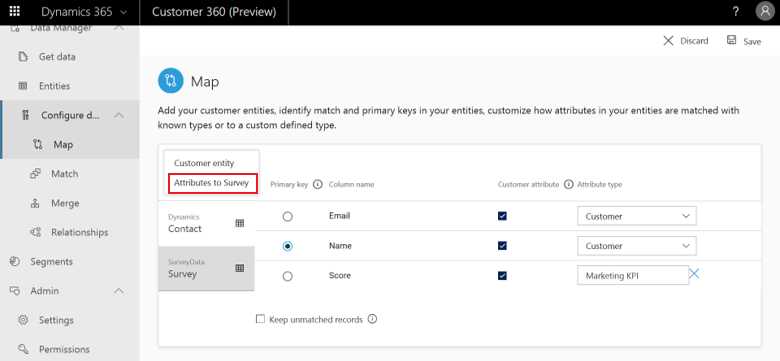 Dynamics 365
Customer 360 (Preview)
?
Data Manager
Get data
Entities
Configure d...
Map
Match
Merge
Relationships
Segments
Admin
Settings
Permissions
Discard
Save
Map
Add your customer entities, identify match and primary keys in your entities, customize how attributes in your entities are matched with
known types or to a custom defined type.
Customer entity
Attributes to Survey
Primary key
Column name
Customer attribute
Attribute type
Dynamics
Contact
SurveyData
Survey
Email
Customer
Name
Customer
Score
Marketing KPI
Keep unmatched records